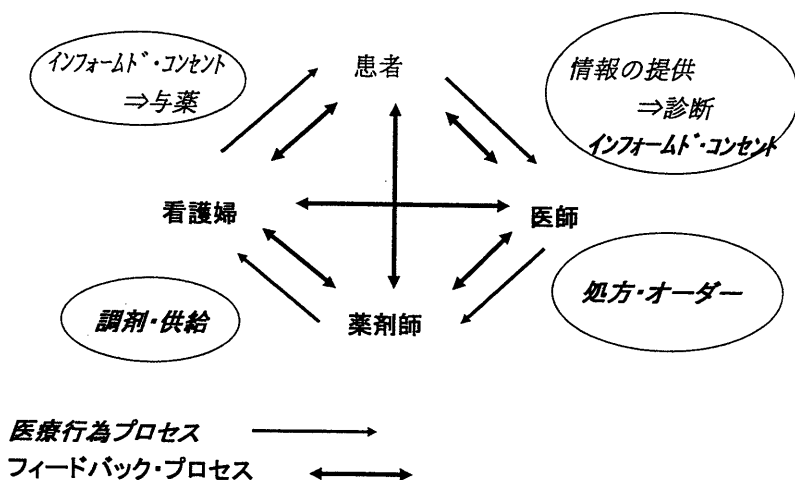 インフォームド・コンセント
⇒与薬
患者
情報の提供
⇒診断
インフォームド・コンセント
看護婦
医師
調剤・供給
薬剤師
処方・オーダー
医療行為プロセス
フィードバック・プロセス